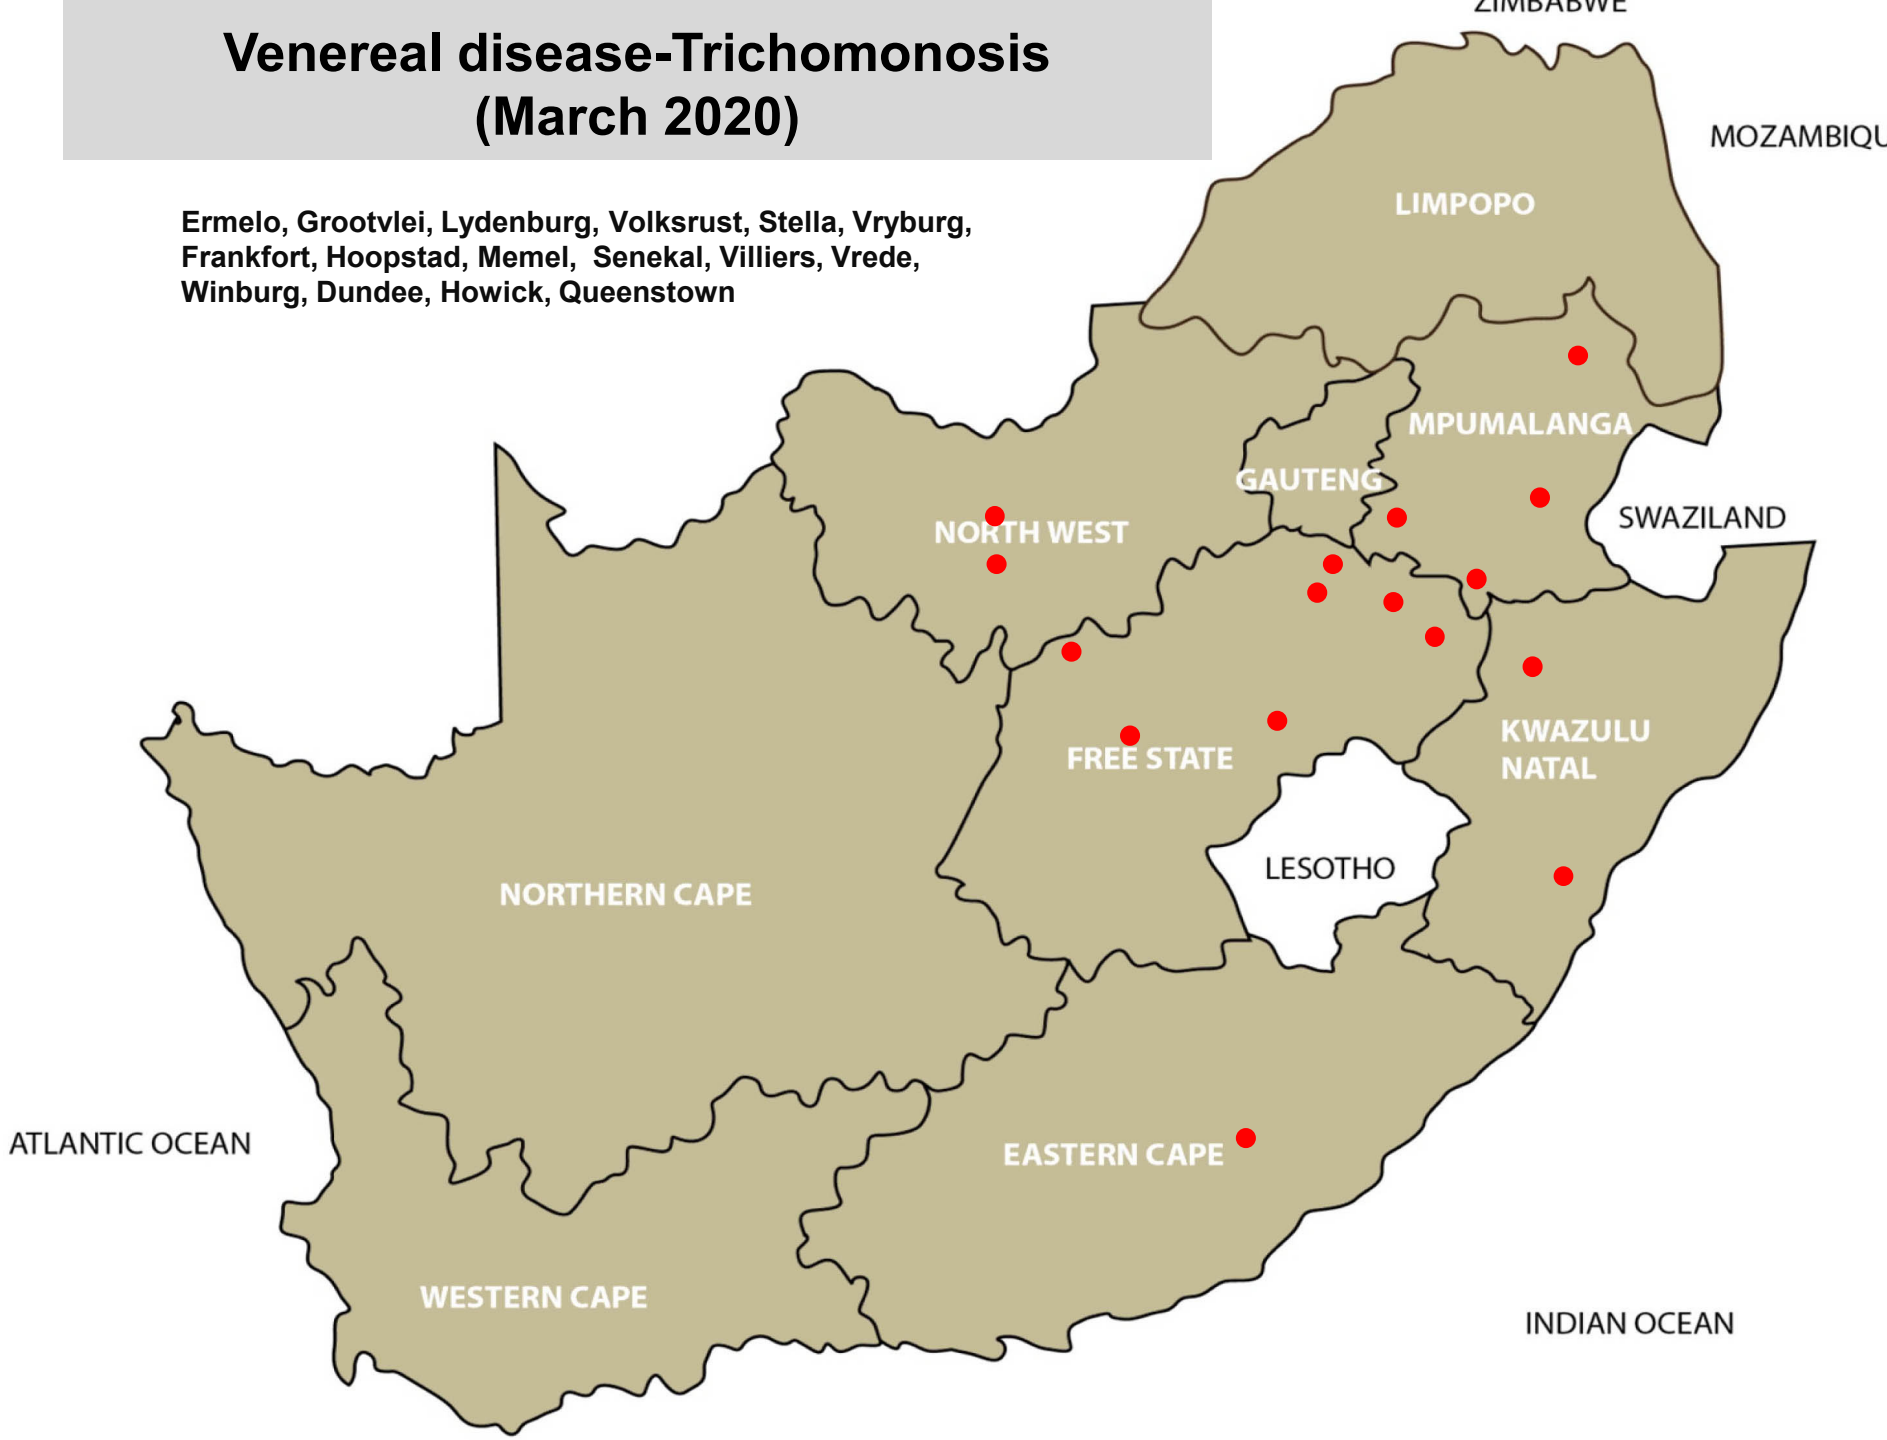 ZIMBABWE
Venereal disease-Trichomonosis
(March 2020)
MOZAMBIQU
LIMPOPO
Ermelo, Grootvlei, Lydenburg, Volksrust, Stella, Vryburg,
Frankfort, Hoopstad, Memel, Senekal, Villiers, Vrede,
Winburg, Dundee, Howick, Queenstown
MPUMALANGA
GAUTENG
SWAZILAND
NORTH WEST
KWAZULU
NATAL
FREE STATE
LESOTHO
NORTHERN CAPE
ATLANTIC OCEAN
EASTERN CAPE
WESTERN CAPE
INDIAN OCEAN